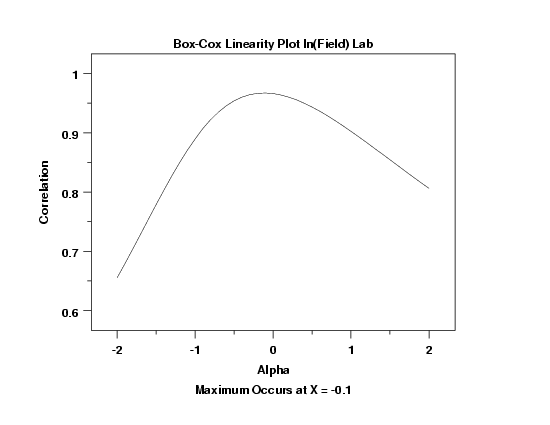 Box-Cox Linearity Plot ln(Field) Lab
1
0.9
0.8
0.7
0.6
Correlation
-2 -1 0 1 2
Alpha
Maximum Occurs at X = -0.1